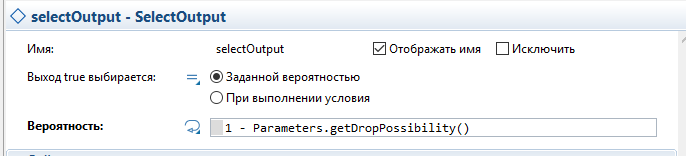 selectOutput - SelectOutput
Имя: selectOutput Отображать имя Исключить
Выход true выбирается: Заданной вероятностью
При выполнении условия
Вероятность: 1 - Parameters.getDropPossibility()